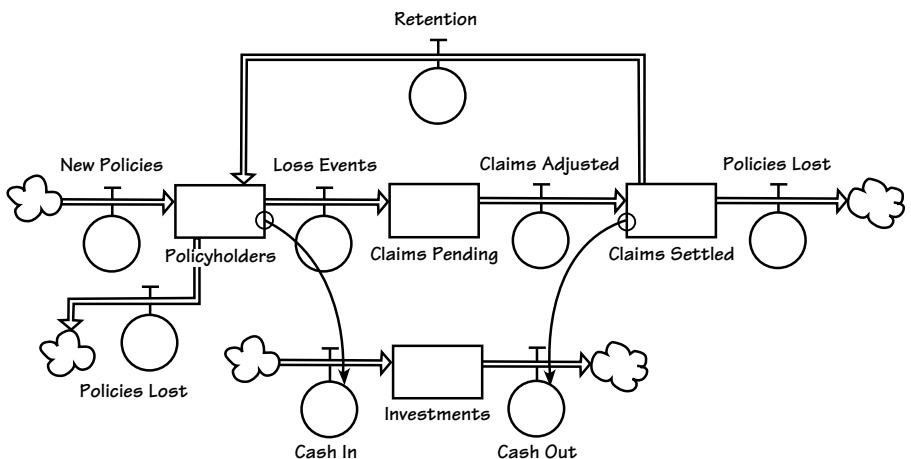 Retention
New Policies
Loss Events
Claims Adjusted
Policies Lost
Policyholders
Claims Pending
Claims Settled
Policies Lost
Investments
Cash In
Cash Out